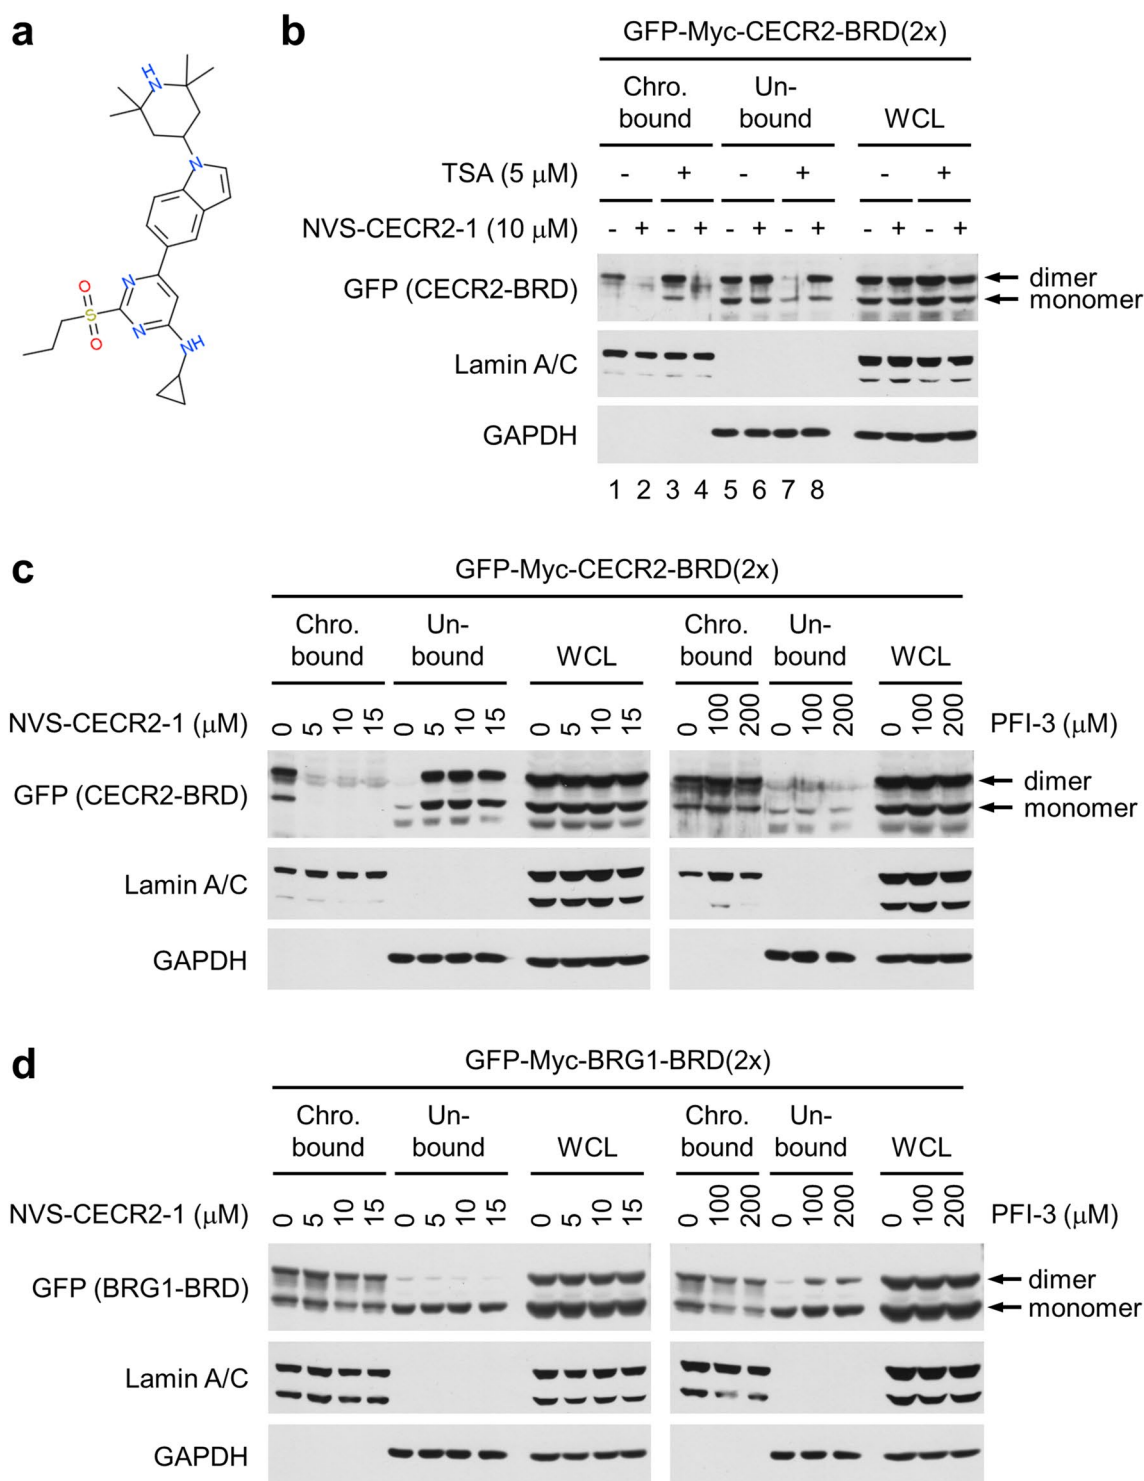 a
H
N
N
N
N
O
S
O
NH
b
GFP-Myc-CECR2-BRD(2x)
Chro. bound
Un-bound
WCL
TSA (5 μM) - + - + - +
NVS-CECR2-1 (10 μM) - + - + - + - + - + - +
GFP (CECR2-BRD)
dimer
monomer
Lamin A/C
GAPDH
1 2 3 4 5 6 7 8
c
GFP-Myc-CECR2-BRD(2x)
Chro. bound
Un-bound
WCL
Chro. bound
Un-bound
WCL
NVS-CECR2-1 (μM) 0 5 10 15 0 5 10 15 0 5 10 15
0 100 200 0 100 200 0 100 200 PFI-3 (μM)
GFP (CECR2-BRD)
dimer
monomer
Lamin A/C
GAPDH
d
GFP-Myc-BRG1-BRD(2x)
Chro. bound
Un-bound
WCL
Chro. bound
Un-bound
WCL
NVS-CECR2-1 (μM) 0 5 10 15 0 5 10 15 0 5 10 15
0 100 200 0 100 200 0 100 200 PFI-3 (μM)
GFP (BRG1-BRD)
dimer
monomer
Lamin A/C
GAPDH